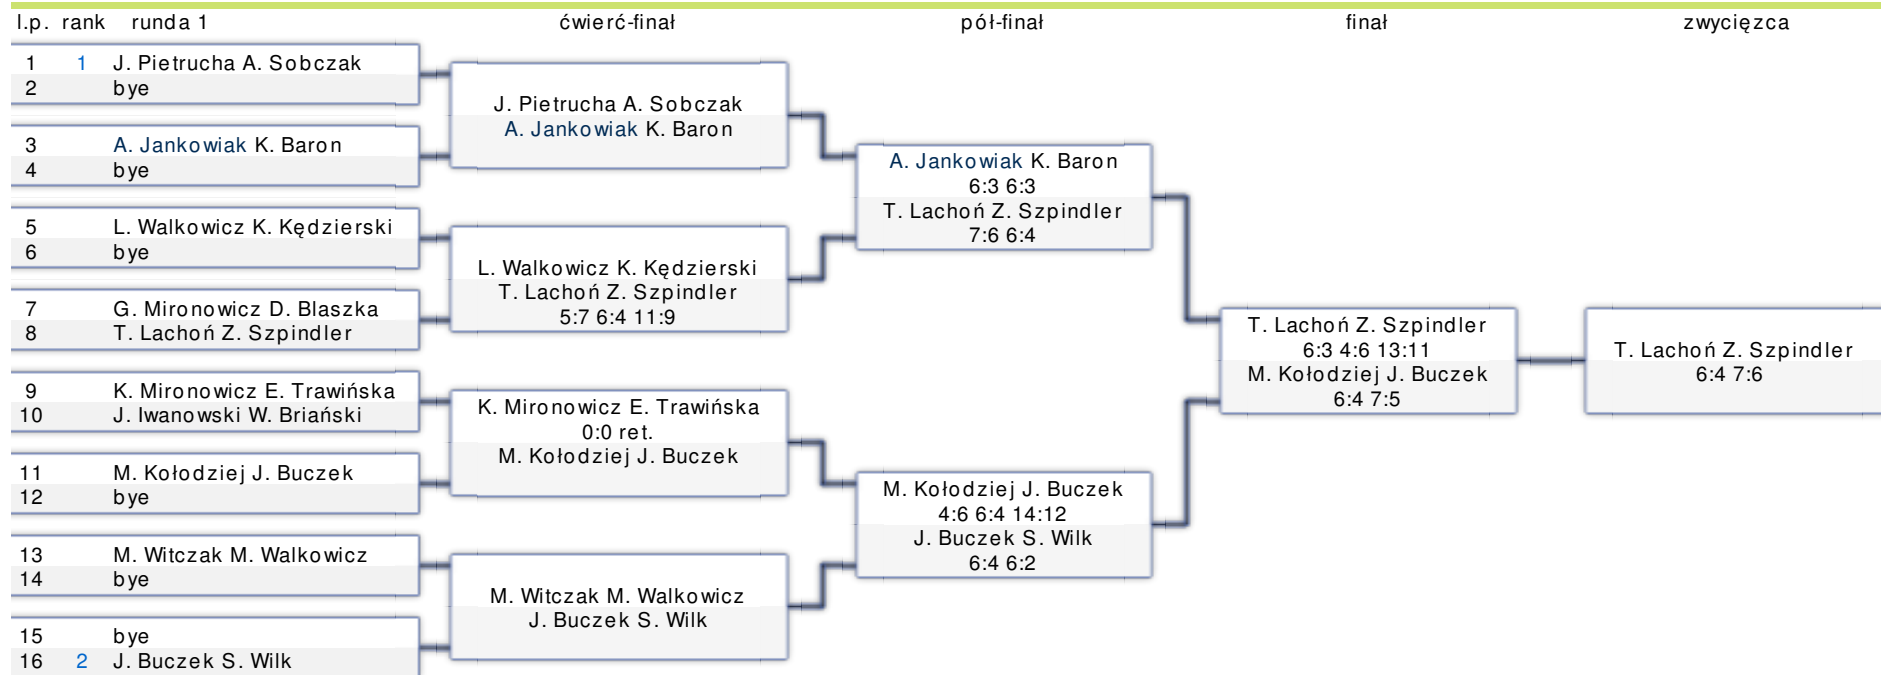 l.p. rank runda 1 ćwierć-finał pół-finał finał zwycięzca
1 1 J. Pietrucha A. Sobczak
2 bye
3 A. Jankowiak K. Baron
4 bye
5 L. Walkowicz K. Kędzierski
6 bye
7 G. Mironowicz D. Blaszka
8 T. Lachoń Z. Szpindler
9 K. Mironowicz E. Trawińska
10 J. Iwanowski W. Briański
11 M. Kołodziej J. Buczek
12 bye
13 M. Witczak M. Walkowicz
14 bye
15 bye
16 2 J. Buczek S. Wilk
J. Pietrucha A. Sobczak
A. Jankowiak K. Baron
L. Walkowicz K. Kędzierski
T. Lachoń Z. Szpindler
5:7 6:4 11:9
K. Mironowicz E. Trawińska
0:0 ret.
M. Kołodziej J. Buczek
M. Witczak M. Walkowicz
J. Buczek S. Wilk
A. Jankowiak K. Baron
6:3 6:3
T. Lachoń Z. Szpindler
7:6 6:4
M. Kołodziej J. Buczek
4:6 6:4 14:12
J. Buczek S. Wilk
6:4 6:2
T. Lachoń Z. Szpindler
6:3 4:6 13:11
M. Kołodziej J. Buczek
6:4 7:5
T. Lachoń Z. Szpindler
6:4 7:6